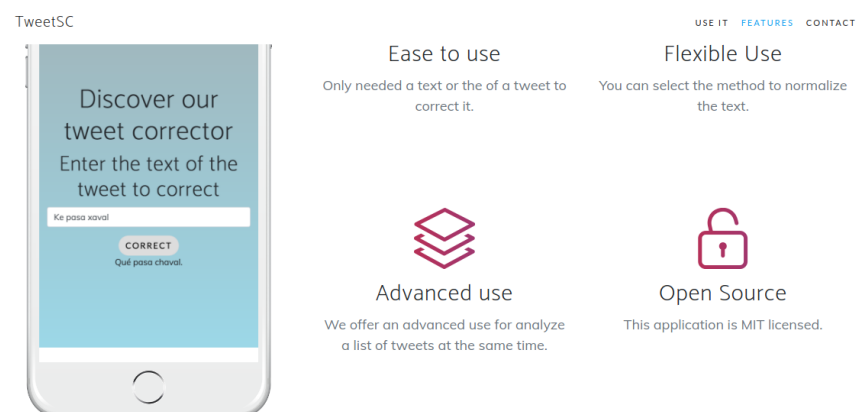 TweetSC
USE IT FEATURES CONTACT
Discover our
tweet corrector
Enter the text of the
tweet to correct
Ke pasa xaval
CORRECT
Qué pasa chaval.
Ease to use
Only needed a text or the of a tweet to
correct it.
Flexible Use
You can select the method to normalize
the text.
Advanced use
We offer an advanced use for analyze
a list of tweets at the same time.
Open Source
This application is MIT licensed.